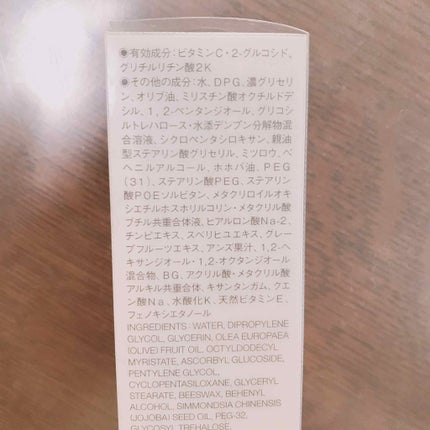 ●有効成分:ビタミンC・2-グルコシド、
グリチルリチン酸2K
●その他の成分:水、DPG、濃グリセリ
ン、オリブ油、ミリスチン酸オクチルドデ
シル、1,2-ペンタンジオール、グリコシ
ルトレハロース・水添デンプン分解物混
合溶液、シクロペンタシロキサン、親油
型ステアリン酸グリセリル、ミツロウ、ベ
ヘニルアルコール、ホホバ油、PEG
(31)、ステアリン酸PEG、ステアリン
酸POEソルビタン、メタクリロイルオキ
シエチルホスホリルコリン・メタクリル酸
ブチル共重合体液、ヒアルロン酸Na-2、
チンピエキス、スベリヒユエキス、グレー
プフルーツエキス、アンズ果汁、1,2-ヘ
キサンジオール・1,2-オクタンジオール
混合物、BG、アクリル酸・メタクリル酸
アルキル共重合体、キサンタンガム、クエ
ン酸Na、水酸化K、天然ビタミンE、
フェノキシエタノール
INGREDIENTS:WATER, DIPROPYLENE
GLYCOL, GLYCERIN, OLEA EUROPAEA
(OLIVE) FRUIT OIL, OCTYLDODECYL
MYRISTATE, ASCORBYL GLUCOSIDE,
PENTYLENE GLYCOL,
CYCLOPENTASILOXANE, GLYCERYL
STEARATE, BEESWAX, BEHENYL
ALCOHOL, SIMMONDSIA CHINENSIS
(JOJOBA) SEED OIL, PEG-32,
GLYCOSYL TREHALOSE,